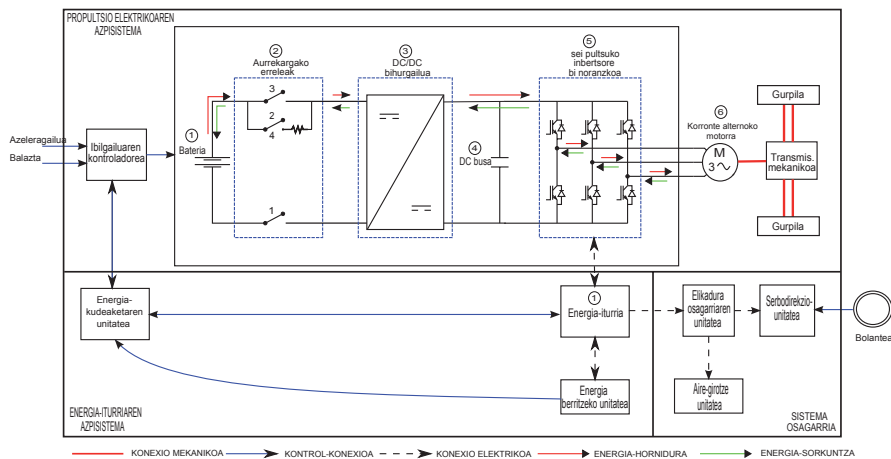 PROPULTSIO ELEKTRIKOAREN
AZPISISTEMA
Azeleragailua
Balazta
Ibilgailuaren
kontroladorea
1
Bateria
2
Aurrekargako
erreleak
3
2
4
1
3
DC/DC
bihurgailua
4
DC busa
5
sei pultsuko
inbertsore
bi noranzkoa
6
Korronte alternoko
motorra
M
3
Gurpila
Transmis.
mekanikoa
Gurpila
Energia-
kudeaketaren
unitatea
1
Energia-iturria
Energia
berritzeko unitatea
ENERGIA-ITURRIAREN
AZPISISTEMA
Elikadura
osagarriaren
unitatea
Serbodirekzio-
unitatea
Bolantea
Aire-girotze
unitatea
SISTEMA
OSAGARRIA
KONEXIO MEKANIKOA
KONTROL-KONEXIOA
KONEXIO ELEKTRIKOA
ENERGIA-HORNIDURA
ENERGIA-SORKUNTZA